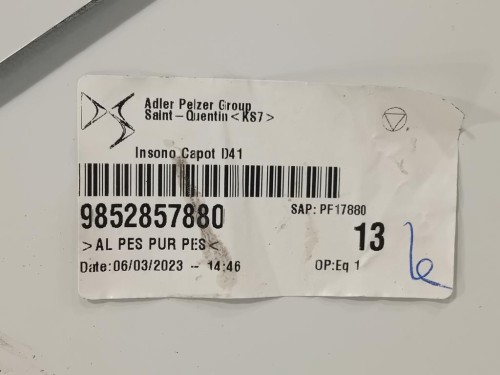 Adler Pelzer Group
Saint-Quentin <KS7>
Insono Capot D41
9852857880
SAP: PF17880
>AL PES PUR PES<
13
Date: 06/03/2023 -- 14:46
OP:Eq 1